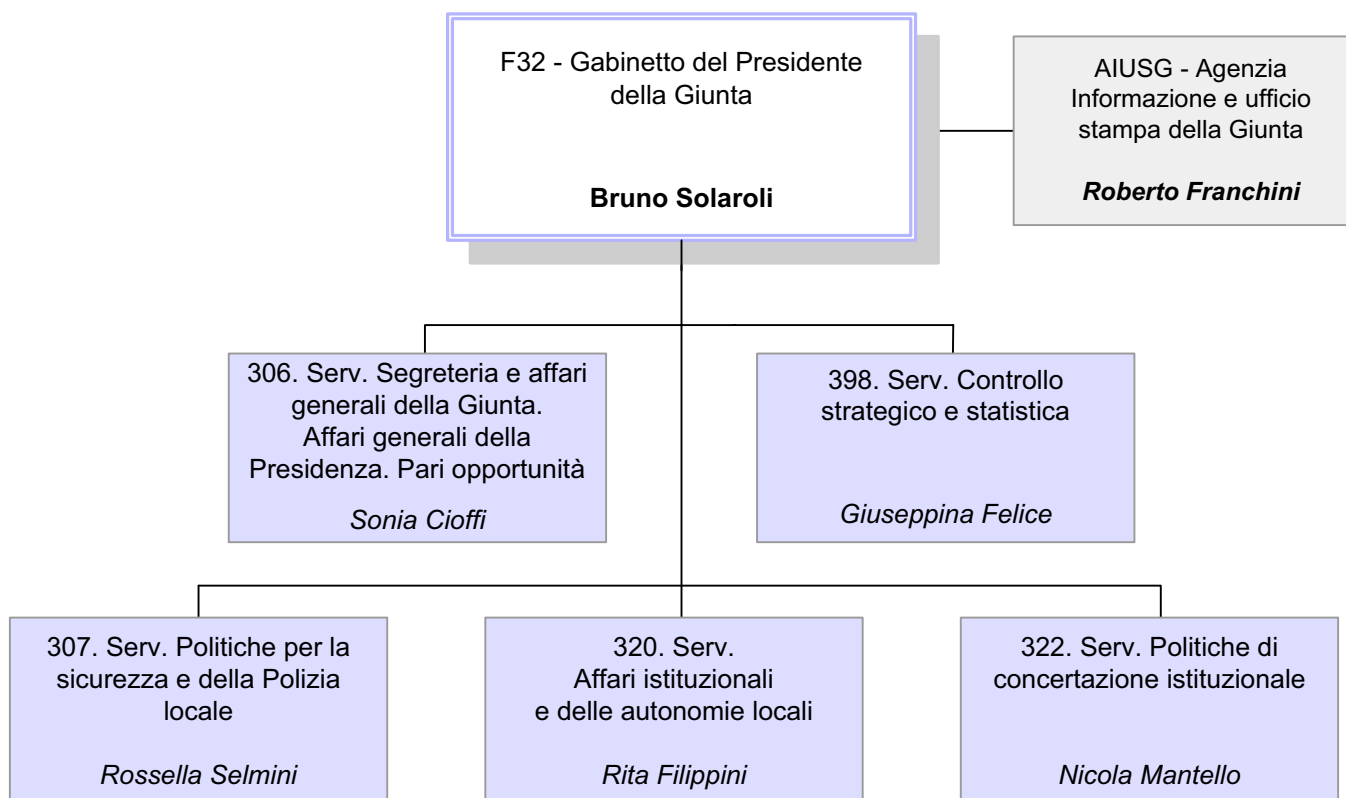 F32 - Gabinetto del Presidente
della Giunta
Bruno Solaroli
AIUSG - Agenzia
Informazione e ufficio
stampa della Giunta
Roberto Franchini
306. Serv. Segreteria e affari
generali della Giunta.
Affari generali della
Presidenza. Pari opportunità
Sonia Cioffi
398. Serv. Controllo
strategico e statistica
Giuseppina Felice
307. Serv. Politiche per la
sicurezza e della Polizia
locale
Rossella Selmini
320. Serv.
Affari istituzionali
e delle autonomie locali
Rita Filippini
322. Serv. Politiche di
concertazione istituzionale
Nicola Mantello